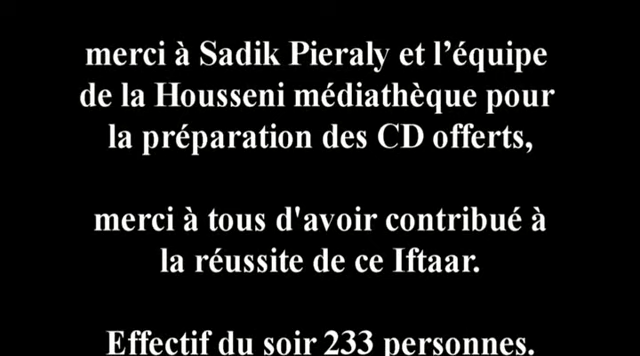 merci à Sadik Pieraly et l’équipe
de la Housseni médiathèque pour
la préparation des CD offerts,
merci à tous d'avoir contribué à
la réussite de ce Iftaar.
Effectif du soir 233 personnes.